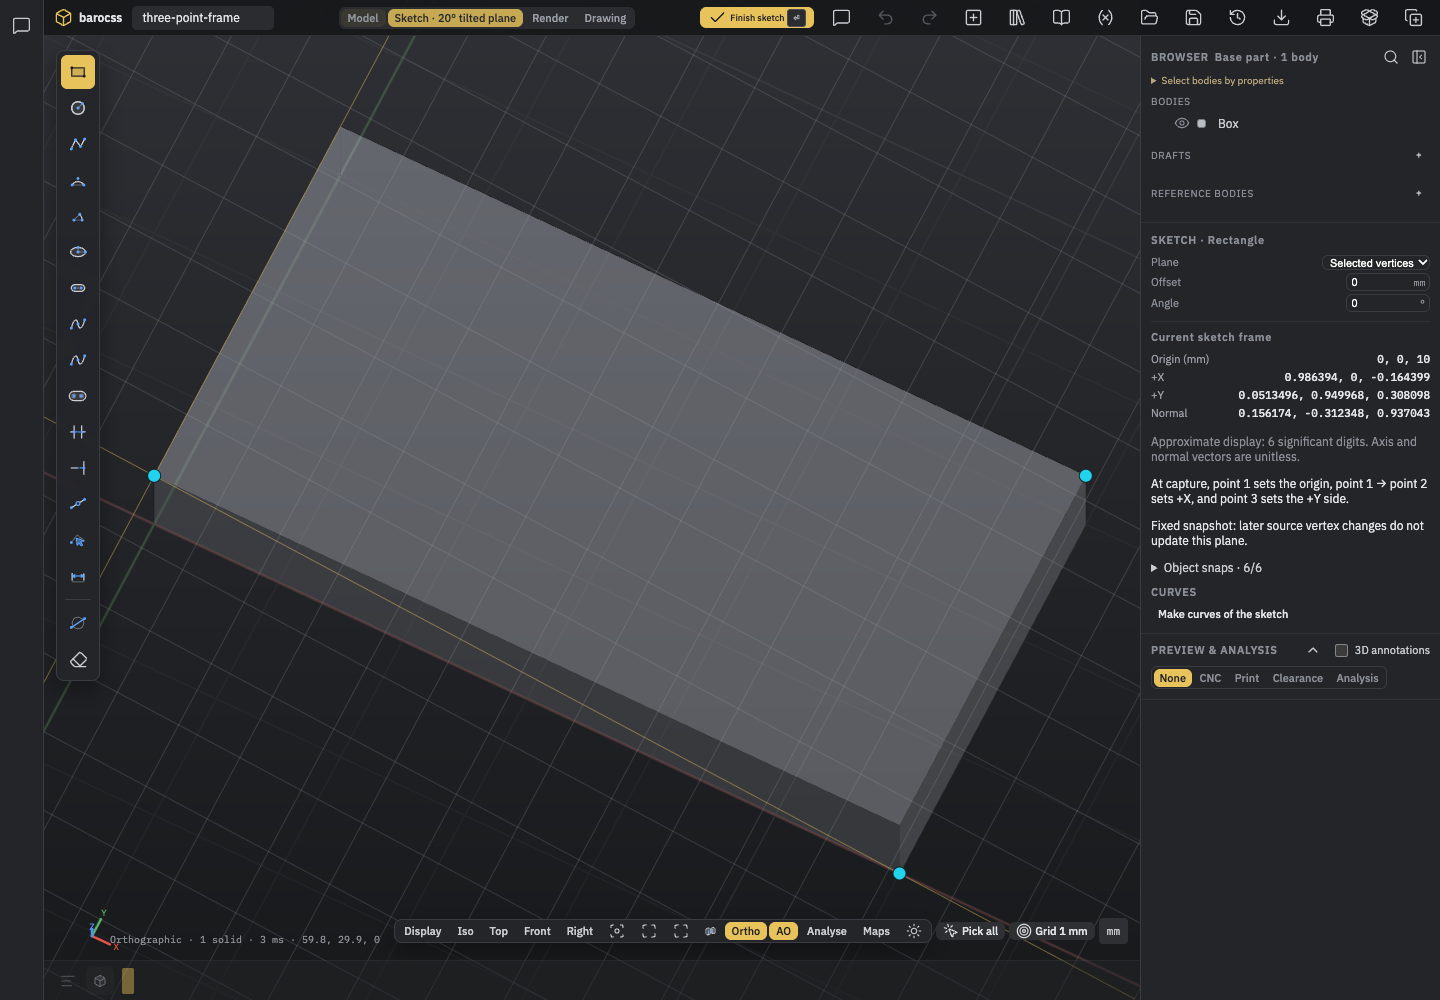 barocss
three-point-frame
Model
Sketch · 20° tilted plane
Render
Drawing
Finish sketch
BROWSER Base part · 1 body
Select bodies by properties
BODIES
Box
DRAFTS
REFERENCE BODIES
SKETCH · Rectangle
Plane Selected vertices
Offset 0 mm
Angle 0 °
Current sketch frame
Origin (mm) 0, 0, 10
+X 0.986394, 0, -0.164399
+Y 0.0513496, 0.949968, 0.308098
Normal 0.156174, -0.312348, 0.937043
Approximate display: 6 significant digits. Axis and
normal vectors are unitless.
At capture, point 1 sets the origin, point 1 → point 2
sets +X, and point 3 sets the +Y side.
Fixed snapshot: later source vertex changes do not
update this plane.
Object snaps · 6/6
CURVES
Make curves of the sketch
PREVIEW & ANALYSIS
3D annotations
None CNC Print Clearance Analysis
Y
Z
X
Orthographic · 1 solid · 3 ms · 59.8, 29.9, 0
Display Iso Top Front Right Ortho AO Analyse Maps
Pick all
Grid 1 mm
mm